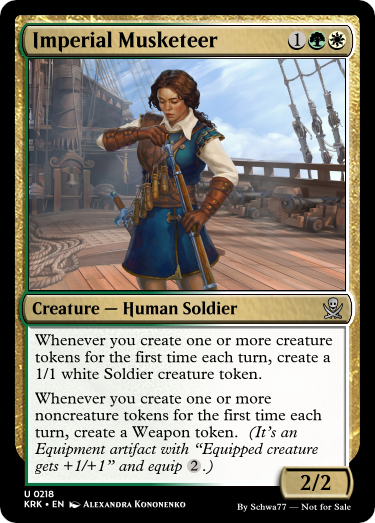 Imperial Musketeer 1
Creature — Human Soldier
Whenever you create one or more creature
tokens for the first time each turn, create a
1/1 white Soldier creature token.
Whenever you create one or more
noncreature tokens for the first time each
turn, create a Weapon token. (It's an
Equipment artifact with “Equipped creature
gets +1/+1” and equip 2.)
2/2
U 0218
KRK • EN Alexandra Kononenko
By Schwa77 — Not for Sale